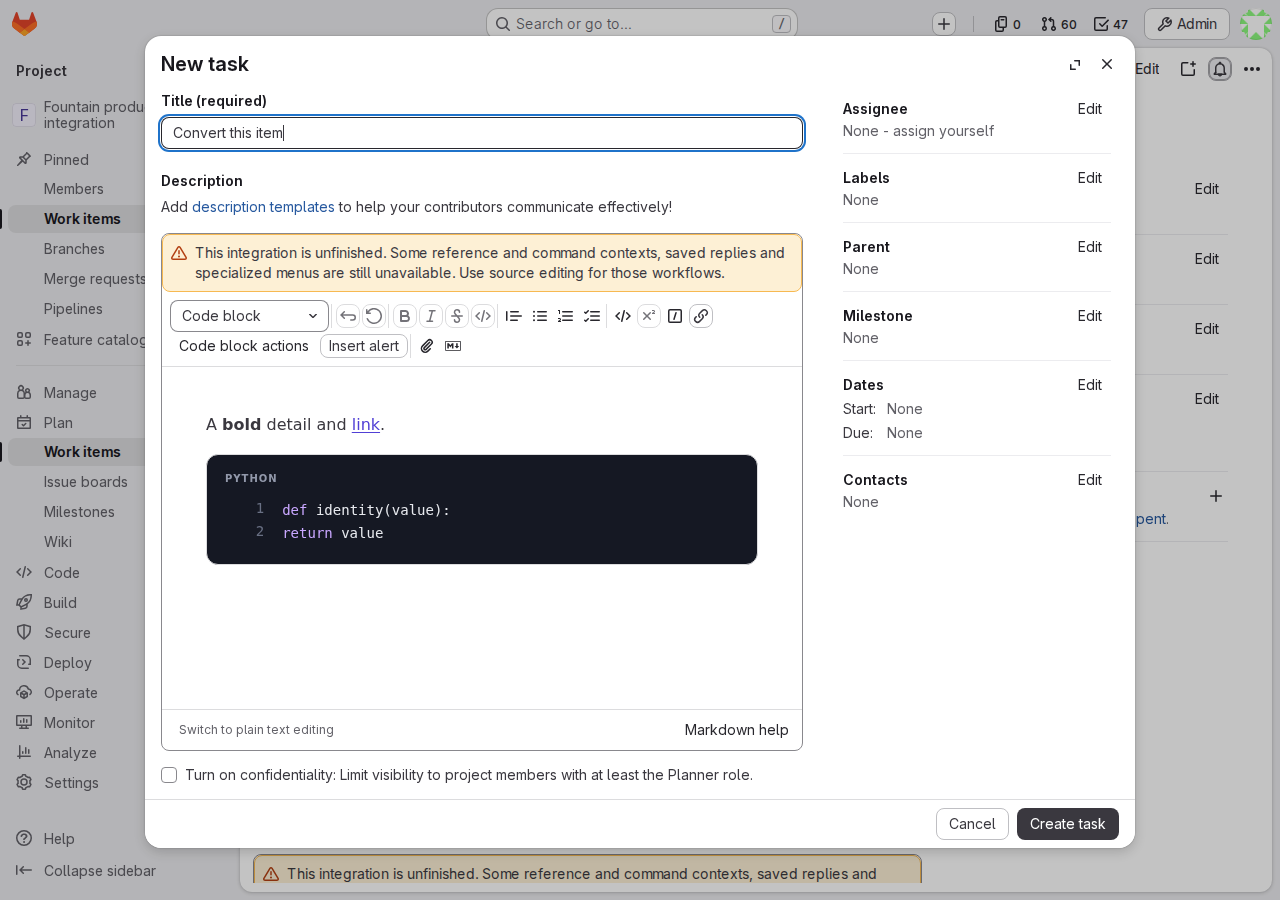 Search or go to...
/
0
60
47
Admin
Project
F
Fountain produ
integration
Pinned
Members
Work items
Branches
Merge requests
Pipelines
Feature catalog
Manage
Plan
Work items
Issue boards
Milestones
Wiki
Code
Build
Secure
Deploy
Operate
Monitor
Analyze
Settings
Help
Collapse sidebar
New task
Title (required)
Convert this item
Description
Add description templates to help your contributors communicate effectively!
This integration is unfinished. Some reference and command contexts, saved replies and
specialized menus are still unavailable. Use source editing for those workflows.
Code block
Code block actions
Insert alert
A bold detail and link.
PYTHON
1 def identity(value):
2 return value
Switch to plain text editing
Markdown help
Turn on confidentiality: Limit visibility to project members with at least the Planner role.
Assignee
Edit
None - assign yourself
Labels
Edit
None
Parent
Edit
None
Milestone
Edit
None
Dates
Edit
Start: None
Due: None
Contacts
Edit
None
Cancel
Create task
Edit
Edit
Edit
Edit
Edit
pent.
This integration is unfinished. Some reference and command contexts, saved replies and